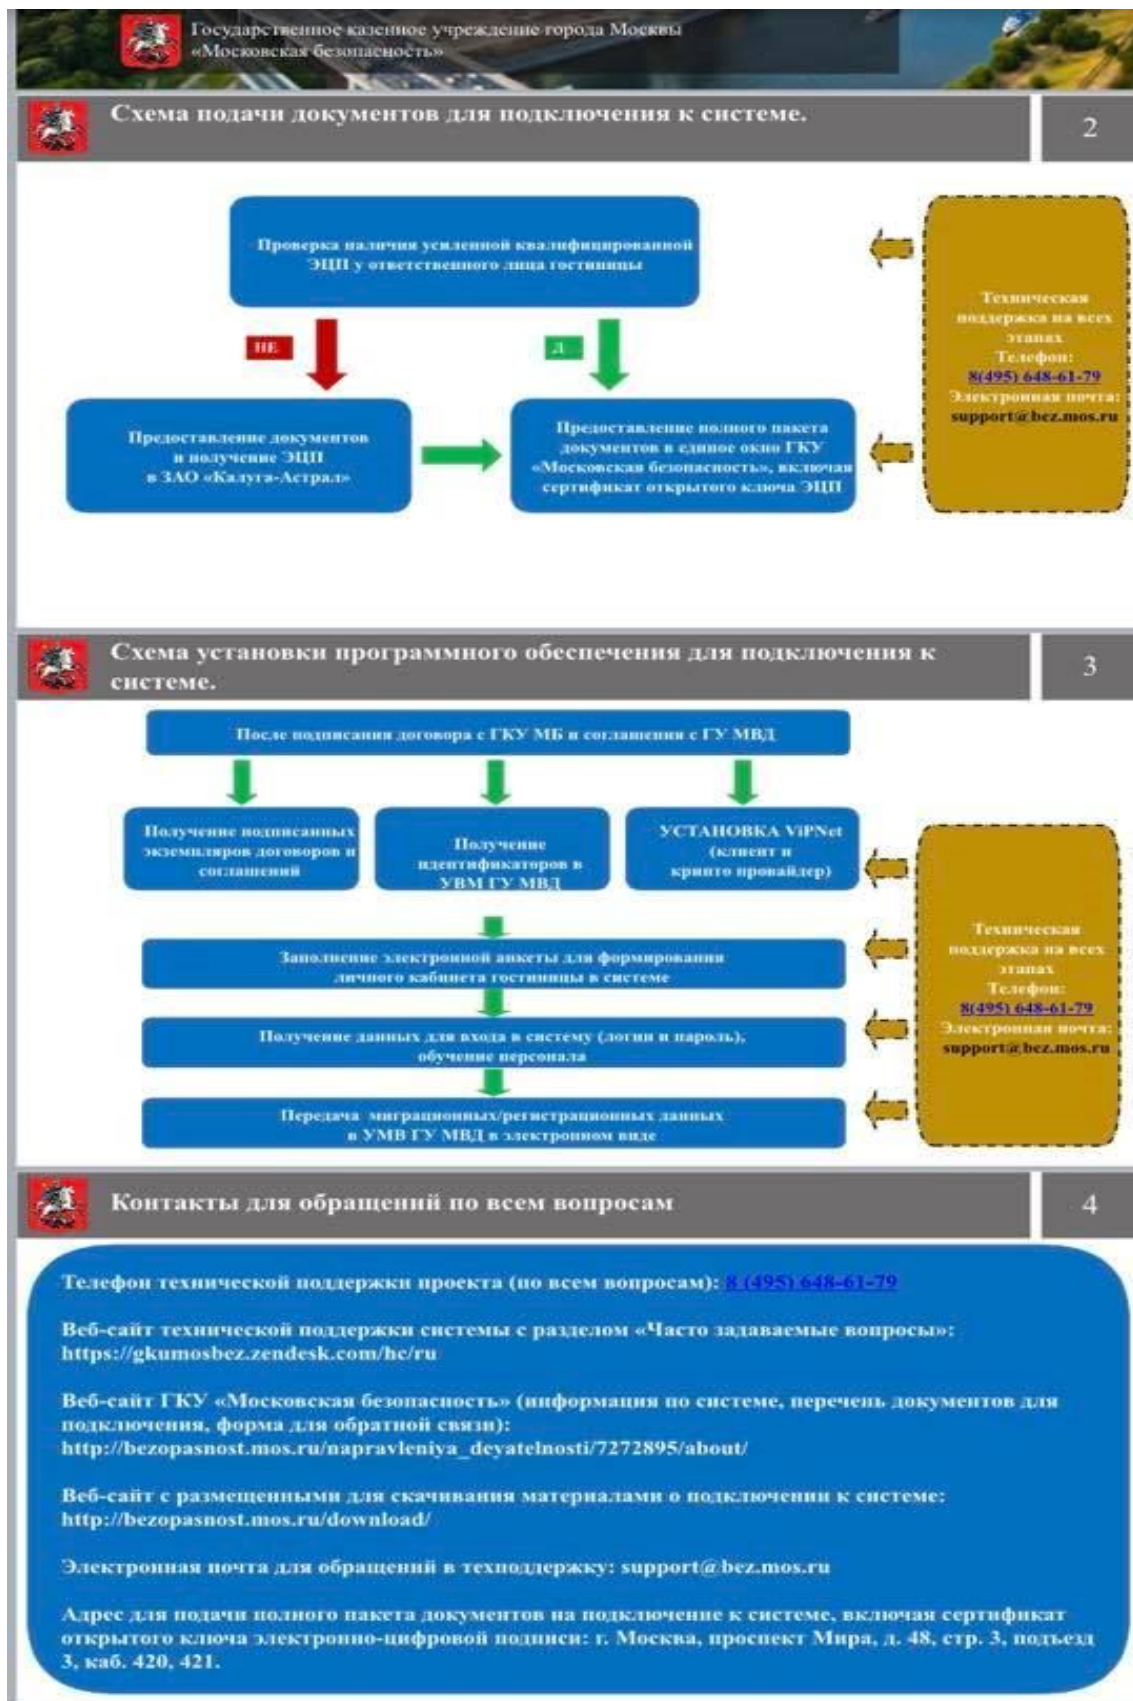 Государственное казенное учреждение города Москвы
«Московская безопасность»
Схема подачи документов для подключения к системе.
2
Проверка наличия усиленной квалифицированной
ЭЦП у ответственного лица гостиницы
НЕ
Д
Предоставление документов
и получение ЭЦП
в ЗАО «Калуга-Астрал»
Предоставление полного пакета
документов в единое окно ГКУ
«Московская безопасность», включая
сертификат открытого ключа ЭЦП
Техническая
поддержка на всех
этапах
Телефон:
8(495) 648-61-79
Электронная почта:
support@bez.mos.ru
Схема установки программного обеспечения для подключения к
системе.
3
После подписания договора с ГКУ МБ и соглашения с ГУ МВД
Получение подписанных
экземпляров договоров и
соглашений
Получение
идентификаторов в
УВМ ГУ МВД
УСТАНОВКА ViPNet
(клиент и
крипто провайдер)
Заполнение электронной анкеты для формирования
личного кабинета гостиницы в системе
Получение данных для входа в систему (логин и пароль),
обучение персонала
Передача миграционных/регистрационных данных
в УМВ ГУ МВД в электронном виде
Техническая
поддержка на всех
этапах
Телефон:
8(495) 648-61-79
Электронная почта:
support@bez.mos.ru
Контакты для обращений по всем вопросам
4
Телефон технической поддержки проекта (по всем вопросам): 8 (495) 648-61-79
Веб-сайт технической поддержки системы с разделом «Часто задаваемые вопросы»:
https://gkumosbez.zendesk.com/hc/ru
Веб-сайт ГКУ «Московская безопасность» (информация по системе, перечень документов для
подключения, форма для обратной связи):
http://bezopasnost.mos.ru/napravleniya_deyatelnosti/7272895/about/
Веб-сайт с размещенными для скачивания материалами о подключении к системе:
http://bezopasnost.mos.ru/download/
Электронная почта для обращений в техподдержку: support@bez.mos.ru
Адрес для подачи полного пакета документов на подключение к системе, включая сертификат
открытого ключа электронно-цифровой подписи: г. Москва, проспект Мира, д. 48, стр. 3, подъезд
3, каб. 420, 421.